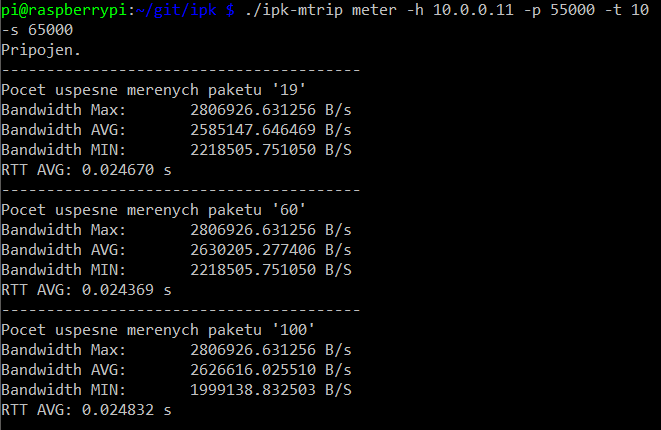 pi@raspberrypi:~/git/ipk $ ./ipk-mtrip meter -h 10.0.0.11 -p 55000 -t 10
-s 65000
Pripojen.
----------------------------------------
Pocet uspesne merenych paketu '19'
Bandwidth Max:       2806926.631256 B/s
Bandwidth AVG:       2585147.646469 B/s
Bandwidth MIN:       2218505.751050 B/S
RTT AVG: 0.024670 s
----------------------------------------
Pocet uspesne merenych paketu '60'
Bandwidth Max:       2806926.631256 B/s
Bandwidth AVG:       2630205.277406 B/s
Bandwidth MIN:       2218505.751050 B/S
RTT AVG: 0.024369 s
----------------------------------------
Pocet uspesne merenych paketu '100'
Bandwidth Max:       2806926.631256 B/s
Bandwidth AVG:       2626616.025510 B/s
Bandwidth MIN:       1999138.832503 B/S
RTT AVG: 0.024832 s